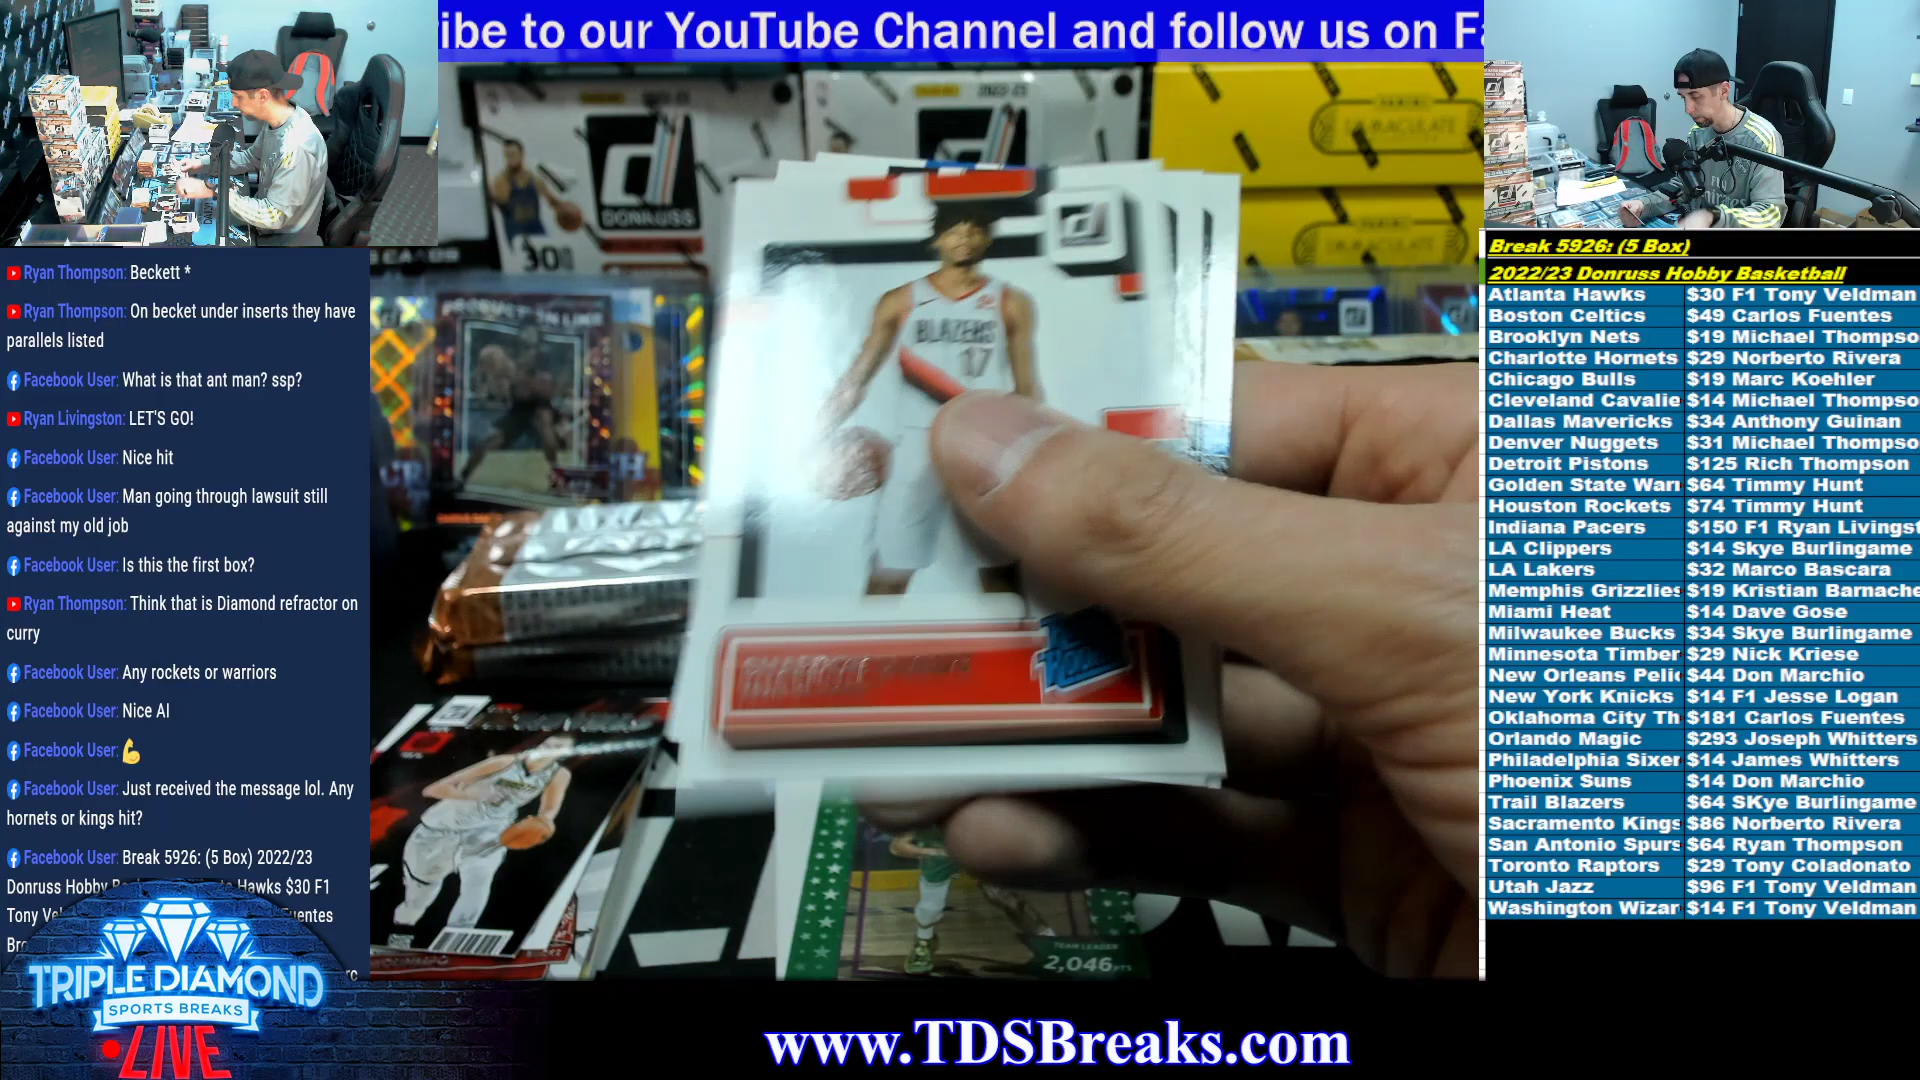 ibe to our YouTube Channel and follow us on Fa
Ryan Thompson: Beckett *
Ryan Thompson: On becket under inserts they have
parallels listed
Facebook User: What is that ant man? ssp?
Ryan Livingston: LET'S GO!
Facebook User: Nice hit
Facebook User: Man going through lawsuit still
against my old job
Facebook User: Is this the first box?
Ryan Thompson: Think that is Diamond refractor on
curry
Facebook User: Any rockets or warriors
Facebook User: Nice Al
Facebook User: 💪
Facebook User: Just received the message lol. Any
hornets or kings hit?
Facebook User: Break 5926: (5 Box) 2022/23
Donruss Hobby
Hawks $30 F1
TRIPLE DIAMOND
SPORTS BREAKS
LIVE
DONRUSS
BLAZERS
17
TEAM LEADER
2,046 PTS
Break 5926: (5 Box)
2022/23 Donruss Hobby Basketball
Atlanta Hawks $30 F1 Tony Veldman
Boston Celtics $49 Carlos Fuentes
Brooklyn Nets $19 Michael Thompso
Charlotte Hornets $29 Norberto Rivera
Chicago Bulls $19 Marc Koehler
Cleveland Cavalie $14 Michael Thompso
Dallas Mavericks $34 Anthony Guinan
Denver Nuggets $31 Michael Thompso
Detroit Pistons $125 Rich Thompson
Golden State Warr $64 Timmy Hunt
Houston Rockets $74 Timmy Hunt
Indiana Pacers $150 F1 Ryan Livingst
LA Clippers $14 Skye Burlingame
LA Lakers $32 Marco Bascara
Memphis Grizzlies $19 Kristian Barnache
Miami Heat $14 Dave Gose
Milwaukee Bucks $34 Skye Burlingame
Minnesota Timber $29 Nick Kriese
New Orleans Pelic $44 Don Marchio
New York Knicks $14 F1 Jesse Logan
Oklahoma City Th $181 Carlos Fuentes
Orlando Magic $293 Joseph Whitters
Philadelphia Sixer $14 James Whitters
Phoenix Suns $14 Don Marchio
Trail Blazers $64 SKye Burlingame
Sacramento Kings $86 Norberto Rivera
San Antonio Spurs $64 Ryan Thompson
Toronto Raptors $29 Tony Coladonato
Utah Jazz $96 F1 Tony Veldman
Washington Wizar $14 F1 Tony Veldman
www.TDSBreaks.com